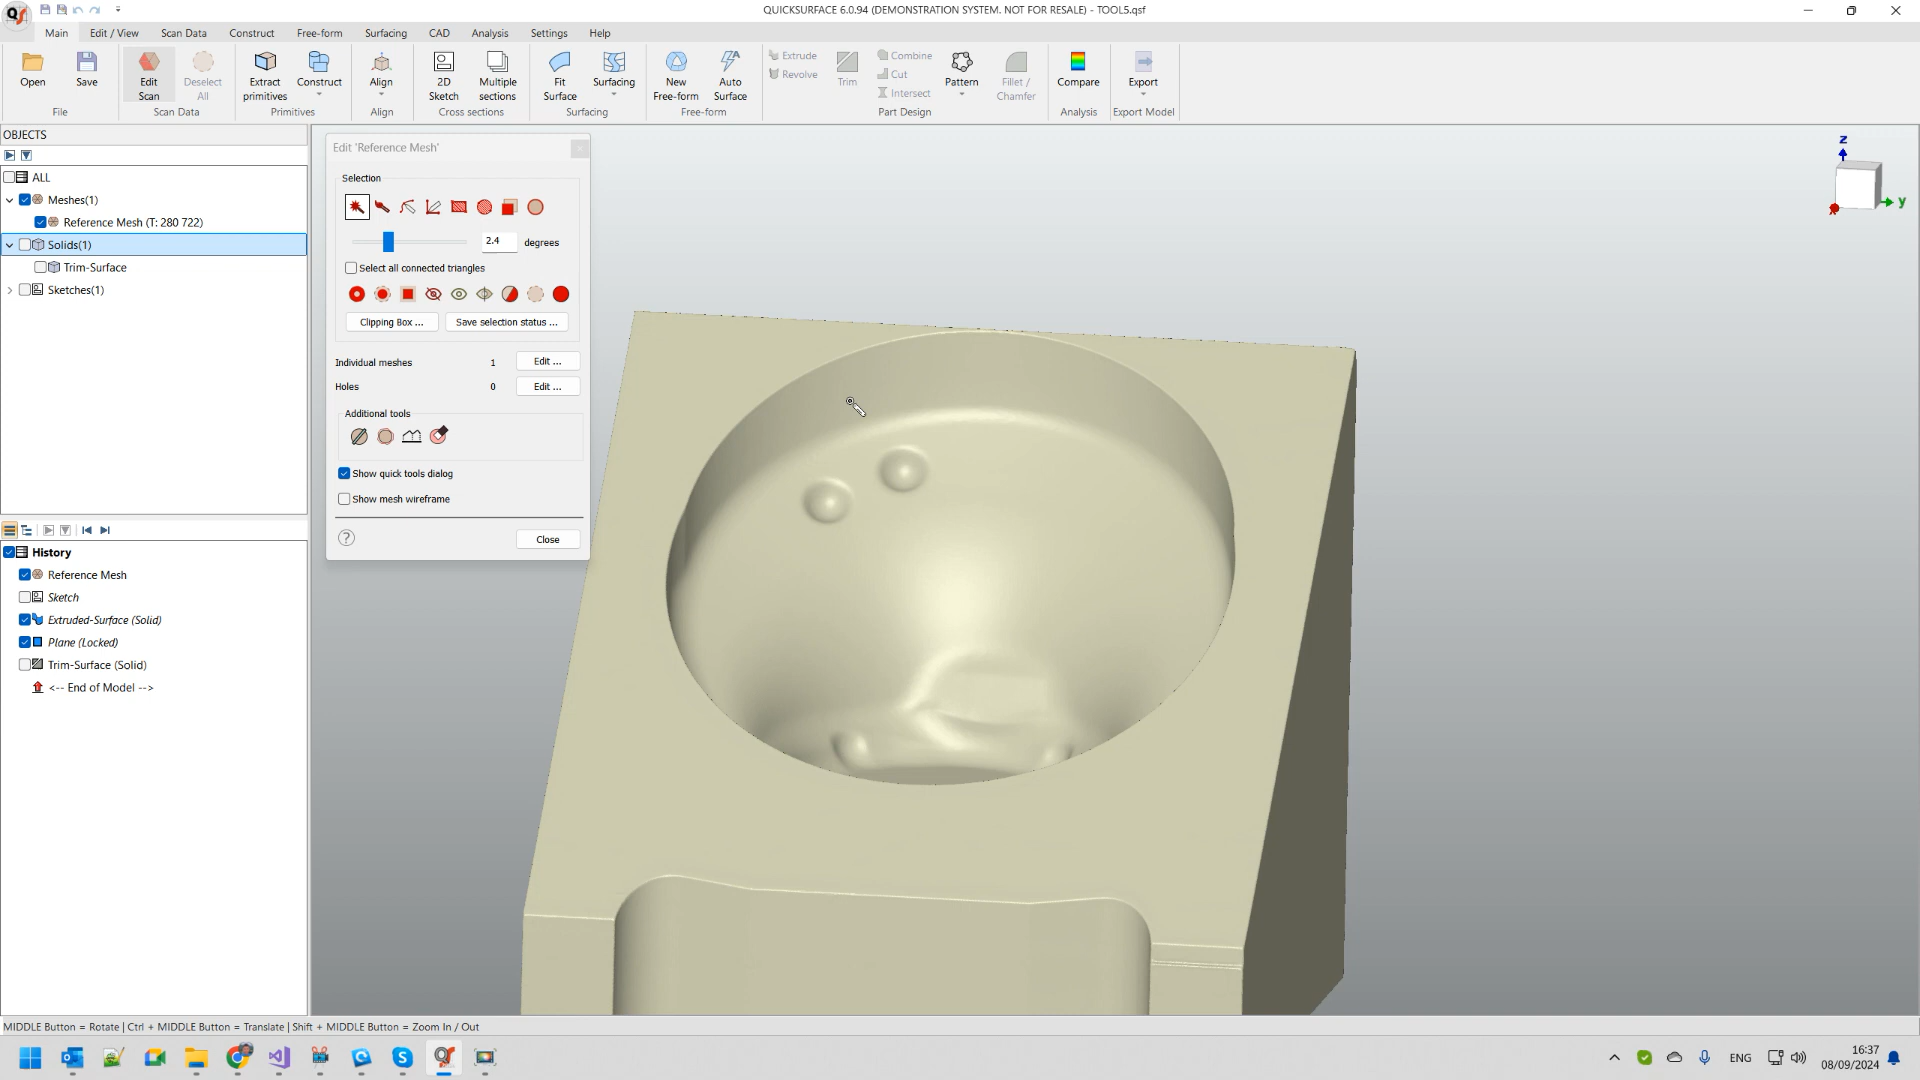 QUICKSURFACE 6.0.94 (DEMONSTRATION SYSTEM. NOT FOR RESALE) - TOOL5.qsf
Main Edit / View Scan Data Construct Free-form Surfacing CAD Analysis Settings Help
Open
Save
File
Edit Scan
Deselect All
Scan Data
Extract primitives
Construct
Primitives
Align
Align
2D Sketch
Multiple sections
Cross sections
Fit Surface
Surfacing
Surfacing
New Free-form
Auto Surface
Free-form
Extrude
Revolve
Trim
Combine
Cut
Intersect
Pattern
Fillet / Chamfer
Part Design
Compare
Analysis
Export
Export Model
OBJECTS
ALL
Meshes(1)
Reference Mesh (T: 280 722)
Solids(1)
Trim-Surface
Sketches(1)
History
Reference Mesh
Sketch
Extruded-Surface (Solid)
Plane (Locked)
Trim-Surface (Solid)
<-- End of Model -->
Edit 'Reference Mesh'
Selection
2.4 degrees
Select all connected triangles
Clipping Box ... Save selection status ...
Individual meshes 1 Edit ...
Holes 0 Edit ...
Additional tools
Show quick tools dialog
Show mesh wireframe
? Close
z
y
MIDDLE Button = Rotate | Ctrl + MIDDLE Button = Translate | Shift + MIDDLE Button = Zoom In / Out
ENG
16:37
08/09/2024